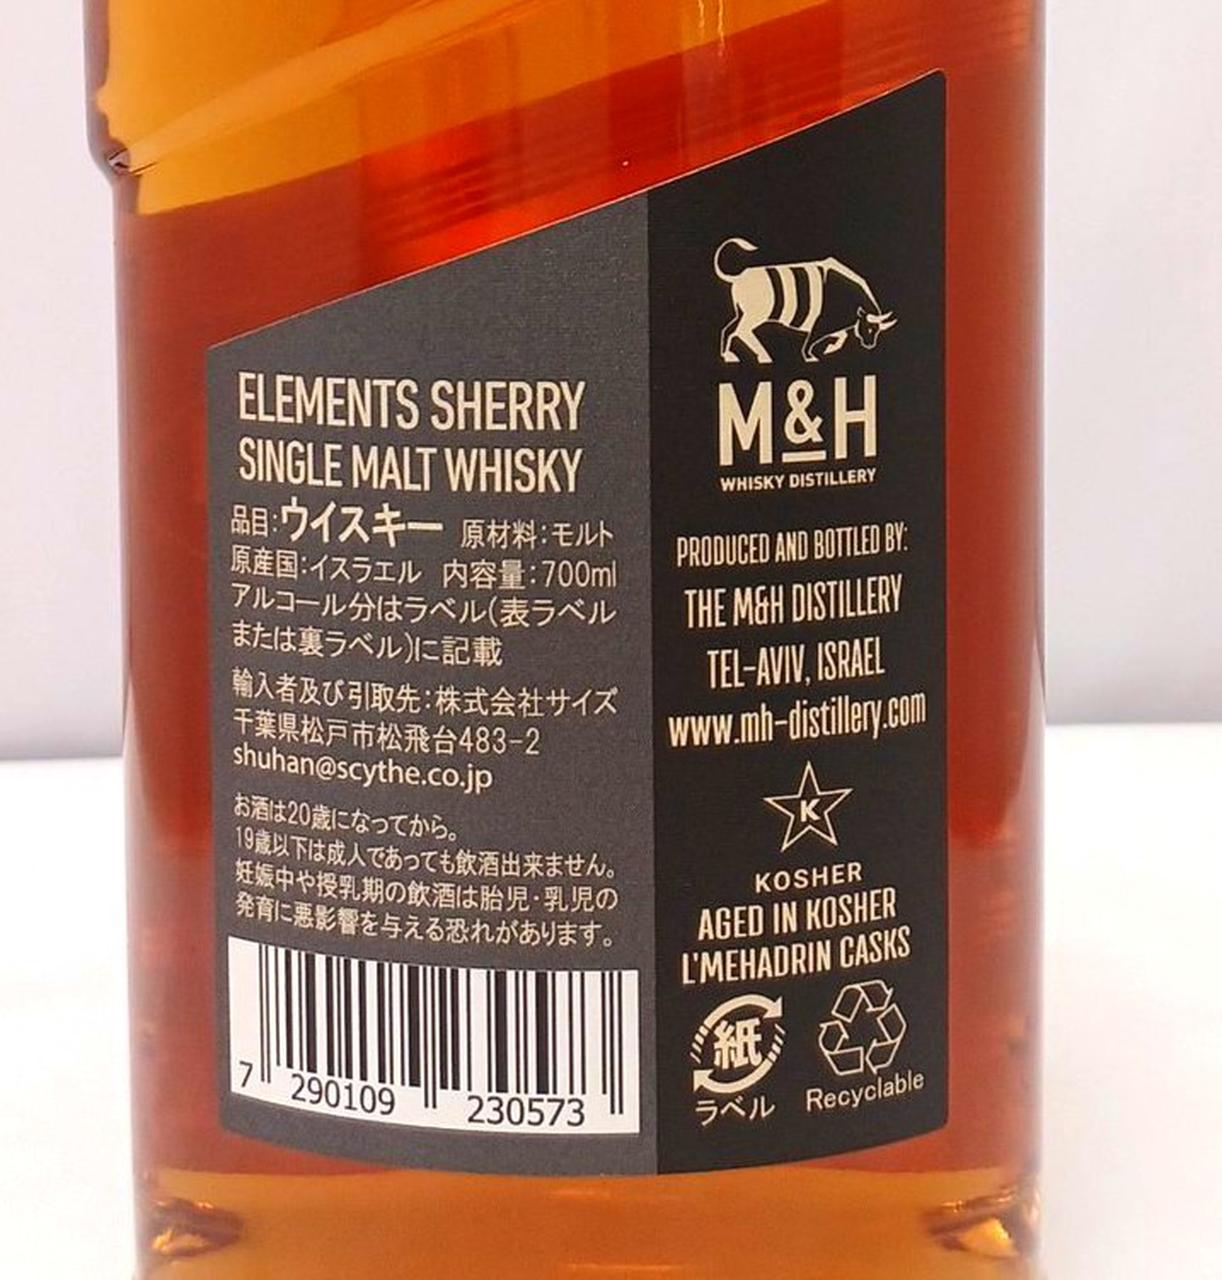 ELEMENTS SHERRY
SINGLE MALT WHISKY
品目:ウイスキー 原材料:モルト
原産国:イスラエル 内容量:700ml
アルコール分はラベル(表ラベル
または裏ラベル)に記載
輸入者及び引取先:株式会社サイズ
千葉県松戸市松飛台483-2
shuhan@scythe.co.jp
お酒は20歳になってから。
19歳以下は成人であっても飲酒出来ません。
妊娠中や授乳期の飲酒は胎児・乳児の
発育に悪影響を与える恐れがあります。
7 290109 230573
M&H
WHISKY DISTILLERY
PRODUCED AND BOTTLED BY:
THE M&H DISTILLERY
TEL-AVIV, ISRAEL
www.mh-distillery.com
K
KOSHER
AGED IN KOSHER
L'MEHADRIN CASKS
紙
ラベル
Recyclable